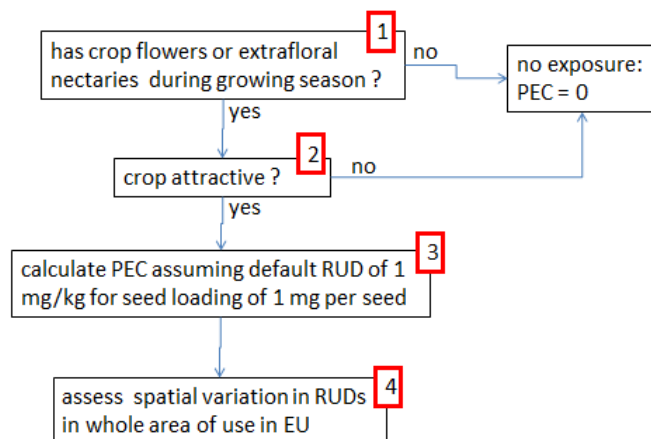 1
has crop flowers or extrafloral
nectaries during growing season ?
no
no exposure:
PEC = 0
yes
2
crop attractive ?
no
yes
3
calculate PEC assuming default RUD of 1
mg/kg for seed loading of 1 mg per seed
4
assess spatial variation in RUDs
in whole area of use in EU